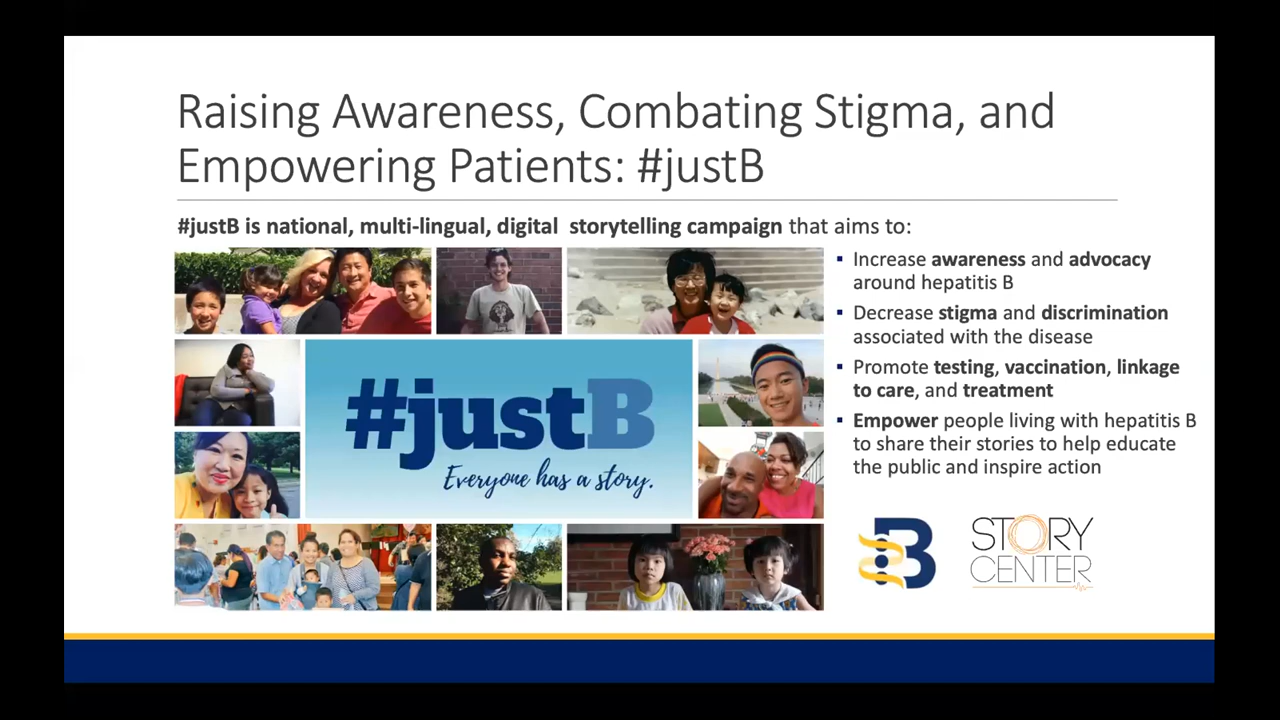 Raising Awareness, Combating Stigma, and
Empowering Patients: #justB
#justB is national, multi-lingual, digital  storytelling campaign that aims to:
#justB
Everyone has a story.
▪ Increase awareness and advocacy
around hepatitis B
▪ Decrease stigma and discrimination
associated with the disease
▪ Promote testing, vaccination, linkage
to care, and treatment
▪ Empower people living with hepatitis B
to share their stories to help educate
the public and inspire action
B
STORY
CENTER